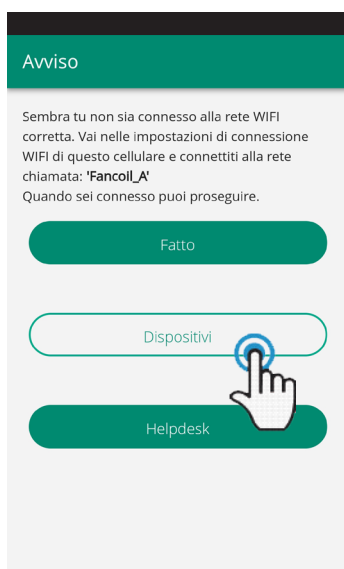 Avviso
Sembra tu non sia connesso alla rete WIFI
corretta. Vai nelle impostazioni di connessione
WIFI di questo cellulare e connettiti alla rete
chiamata: 'Fancoil_A'
Quando sei connesso puoi proseguire.
Fatto
Dispositivi
Helpdesk